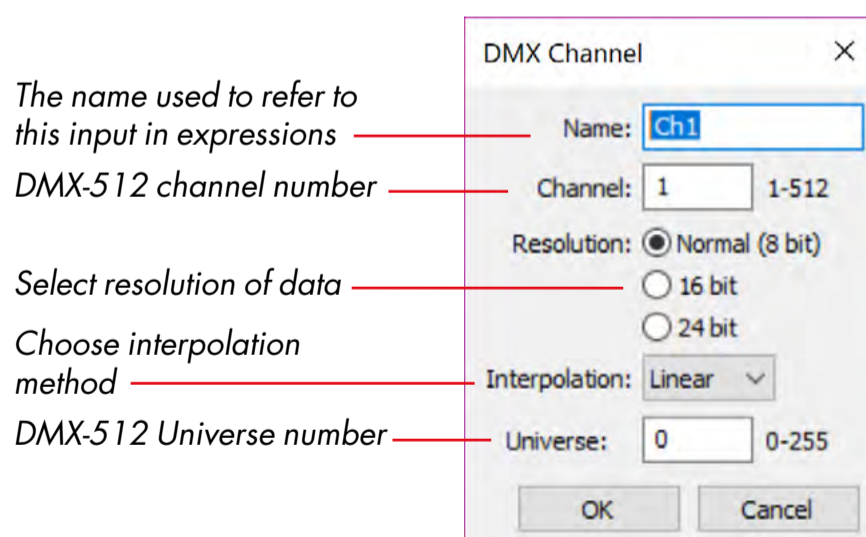 DMX Channel
The name used to refer to
this input in expressions
Name: Ch1
DMX-512 channel number
Channel: 1 1-512
Resolution: Normal (8 bit)
Select resolution of data
16 bit
24 bit
Choose interpolation
method
Interpolation: Linear
DMX-512 Universe number
Universe: 0 0-255
OK Cancel